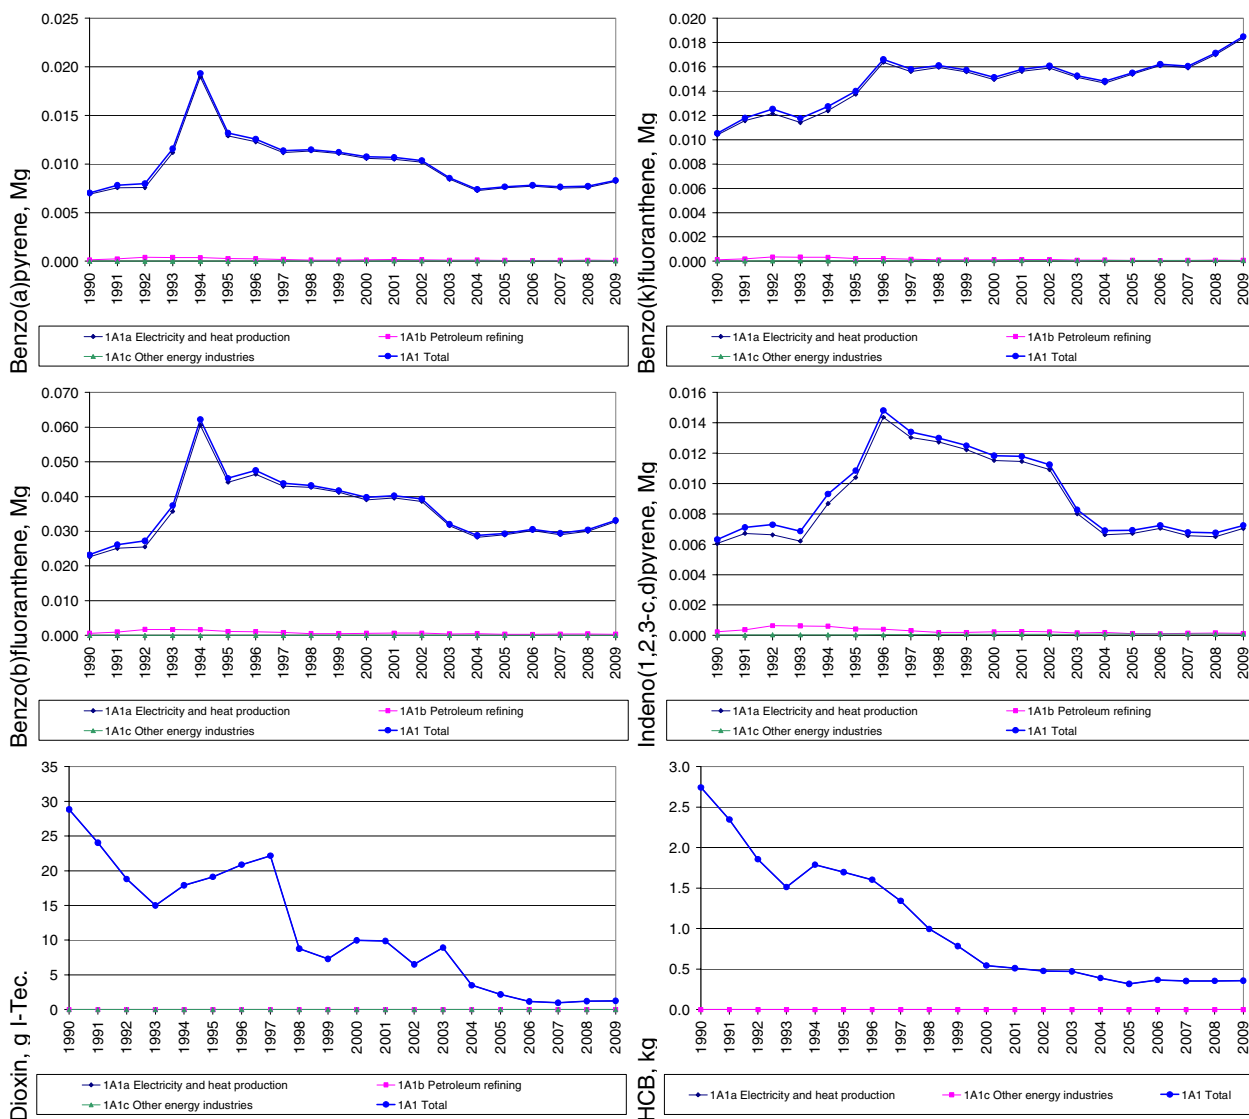 Benzo(a)pyrene, Mg
0.025
0.020
0.015
0.010
0.005
0.000
1990 1991 1992 1993 1994 1995 1996 1997 1998 1999 2000 2001 2002 2003 2004 2005 2006 2007 2008 2009
1A1a Electricity and heat production 1A1b Petroleum refining
1A1c Other energy industries 1A1 Total
Benzo(k)fluoranthene, Mg
0.020
0.018
0.016
0.014
0.012
0.010
0.008
0.006
0.004
0.002
0.000
1990 1991 1992 1993 1994 1995 1996 1997 1998 1999 2000 2001 2002 2003 2004 2005 2006 2007 2008 2009
1A1a Electricity and heat production 1A1b Petroleum refining
1A1c Other energy industries 1A1 Total
Benzo(b)fluoranthene, Mg
0.070
0.060
0.050
0.040
0.030
0.020
0.010
0.000
1990 1991 1992 1993 1994 1995 1996 1997 1998 1999 2000 2001 2002 2003 2004 2005 2006 2007 2008 2009
1A1a Electricity and heat production 1A1b Petroleum refining
1A1c Other energy industries 1A1 Total
Indeno(1,2,3-c,d)pyrene, Mg
0.016
0.014
0.012
0.010
0.008
0.006
0.004
0.002
0.000
1990 1991 1992 1993 1994 1995 1996 1997 1998 1999 2000 2001 2002 2003 2004 2005 2006 2007 2008 2009
1A1a Electricity and heat production 1A1b Petroleum refining
1A1c Other energy industries 1A1 Total
Dioxin, g I-Tec.
35
30
25
20
15
10
5
0
1990 1991 1992 1993 1994 1995 1996 1997 1998 1999 2000 2001 2002 2003 2004 2005 2006 2007 2008 2009
1A1a Electricity and heat production 1A1b Petroleum refining
1A1c Other energy industries 1A1 Total
HCB, kg
3.0
2.5
2.0
1.5
1.0
0.5
0.0
1990 1991 1992 1993 1994 1995 1996 1997 1998 1999 2000 2001 2002 2003 2004 2005 2006 2007 2008 2009
1A1a Electricity and heat production 1A1c Other energy industries 1A1 Total